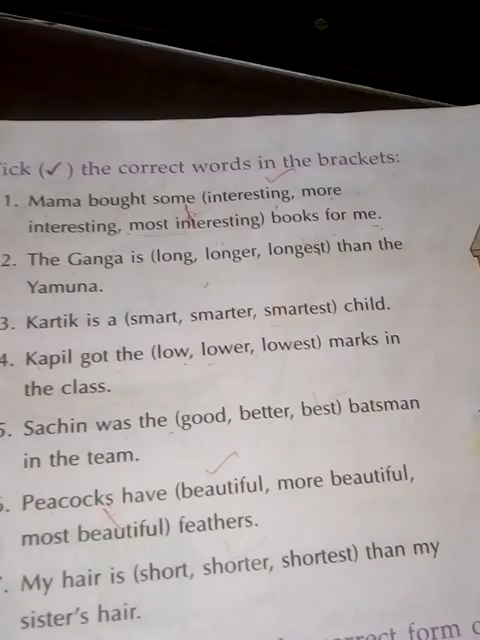 ick (✓) the correct words in the brackets:
1. Mama bought some (interesting, more
interesting, most interesting) books for me.
2. The Ganga is (long, longer, longest) than the
Yamuna.
3. Kartik is a (smart, smarter, smartest) child.
4. Kapil got the (low, lower, lowest) marks in
the class.
5. Sachin was the (good, better, best) batsman
in the team.
6. Peacocks have (beautiful, more beautiful,
most beautiful) feathers.
. My hair is (short, shorter, shortest) than my
sister's hair.
correct form